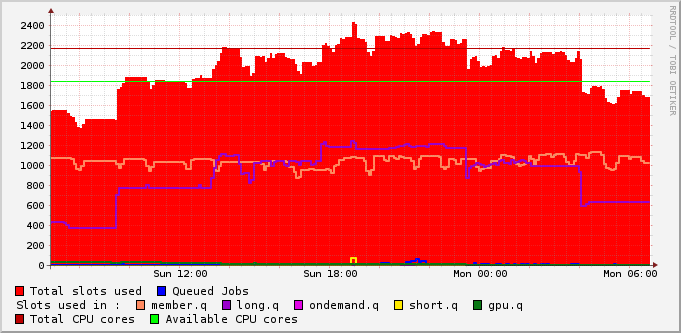 RRDTOOL / TOBI OETIKER
2400
2200
2000
1800
1600
1400
1200
1000
800
600
400
200
0
Sun 12:00 Sun 18:00 Mon 00:00 Mon 06:00
Total slots used Queued Jobs
Slots used in : member.q long.q ondemand.q short.q gpu.q
Total CPU cores Available CPU cores